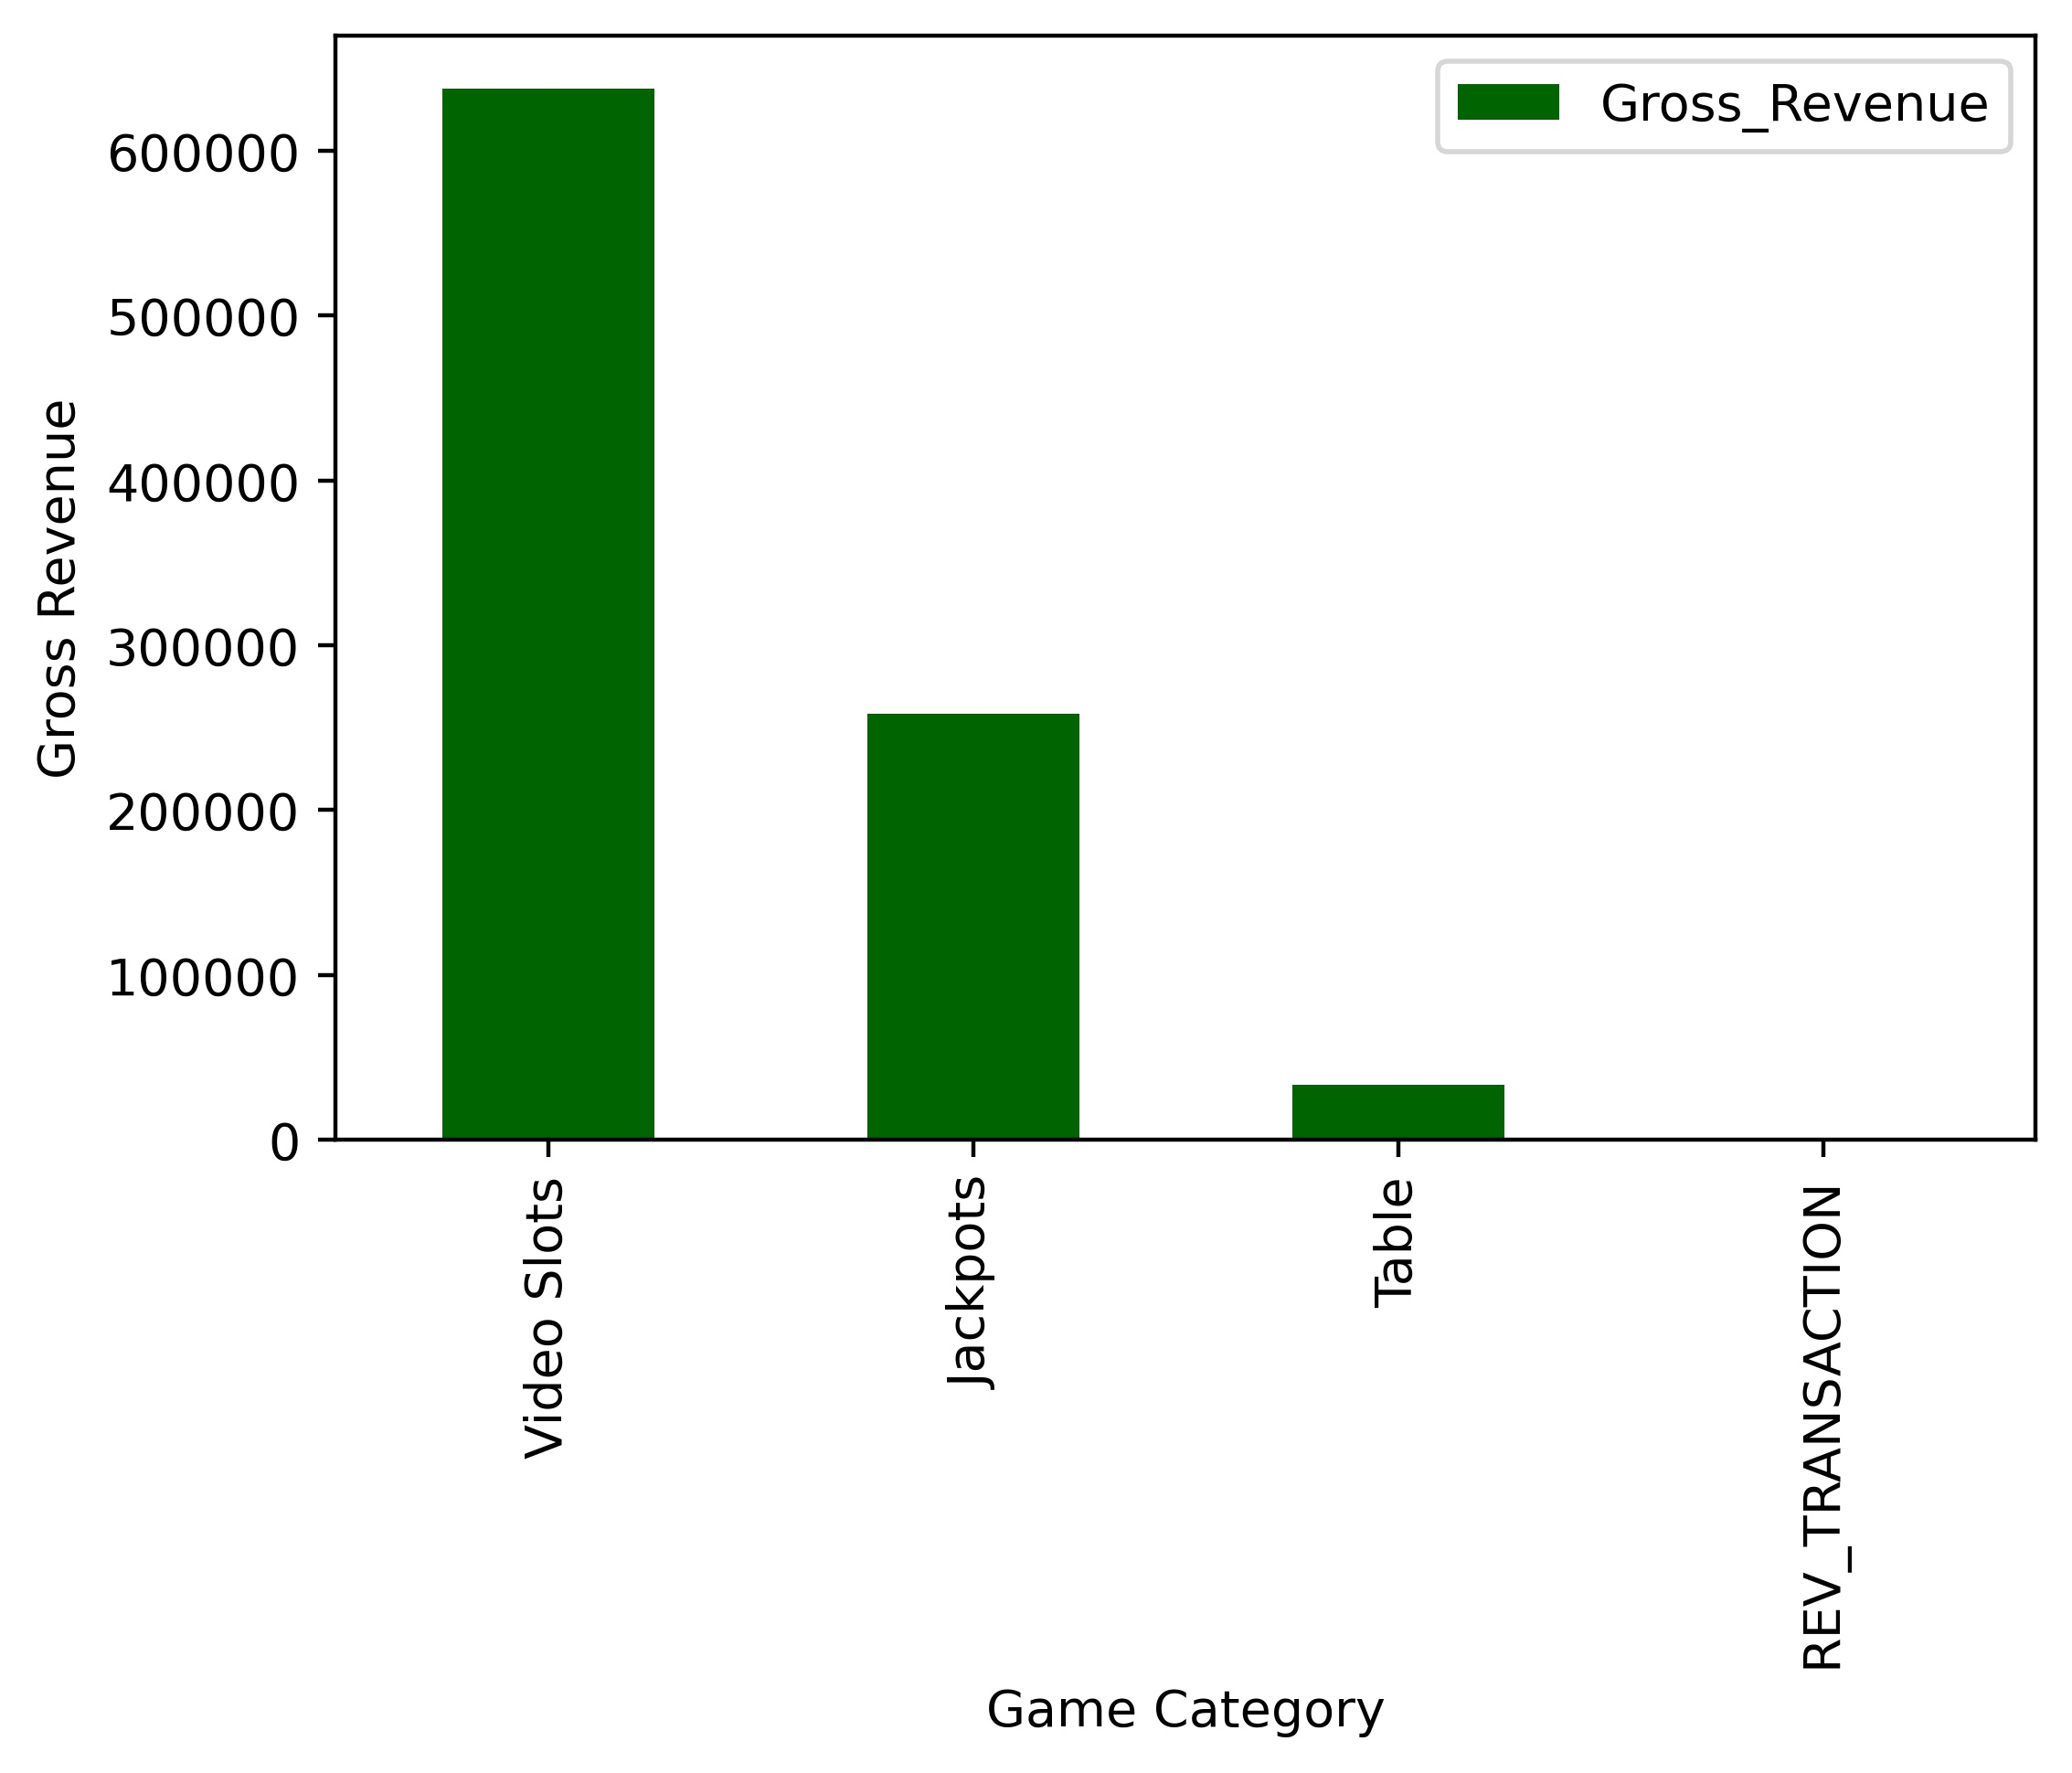 Gross_Revenue
600000
500000
400000
300000
200000
100000
0
Gross Revenue
Video Slots
Jackpots
Table
REV_TRANSACTION
Game Category